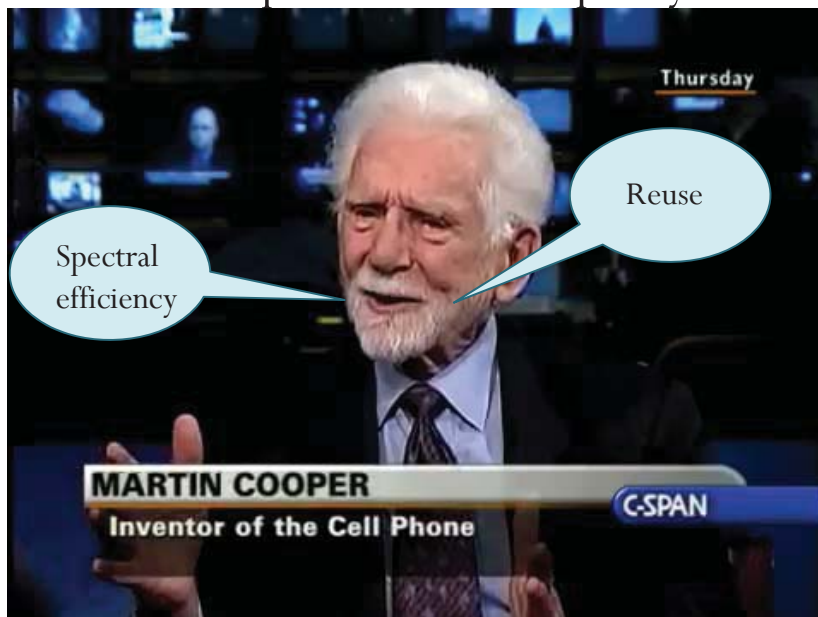 Thursday
Reuse
Spectral
efficiency
MARTIN COOPER
C-SPAN
Inventor of the Cell Phone